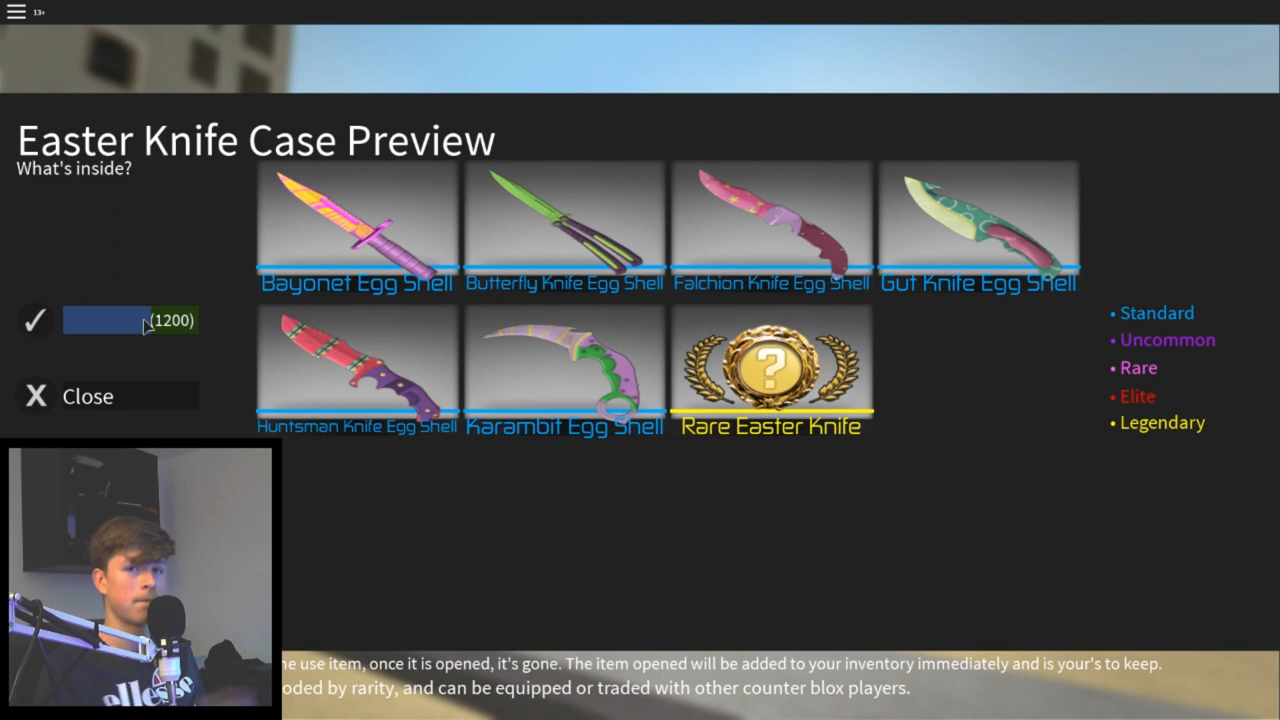 13+
Easter Knife Case Preview
What's inside?
Bayonet Egg Shell
Butterfly Knife Egg Shell
Falchion Knife Egg Shell
Gut Knife Egg Shell
(1200)
X Close
Huntsman Knife Egg Shell
Karambit Egg Shell
Rare Easter Knife
• Standard
• Uncommon
• Rare
• Elite
• Legendary
use item, once it is opened, it's gone. The item opened will be added to your inventory immediately and is your's to keep.
by rarity, and can be equipped or traded with other counter blox players.
ellesse